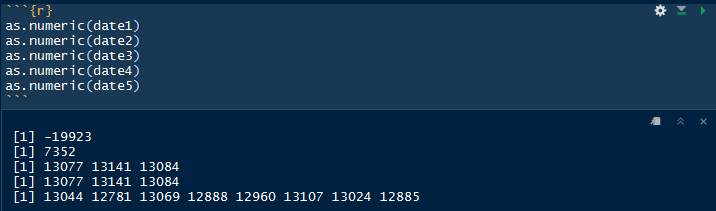 ```{r}
as.numeric(date1)
as.numeric(date2)
as.numeric(date3)
as.numeric(date4)
as.numeric(date5)
```
[1] -19923
[1] 7352
[1] 13077 13141 13084
[1] 13077 13141 13084
[1] 13044 12781 13069 12888 12960 13107 13024 12885